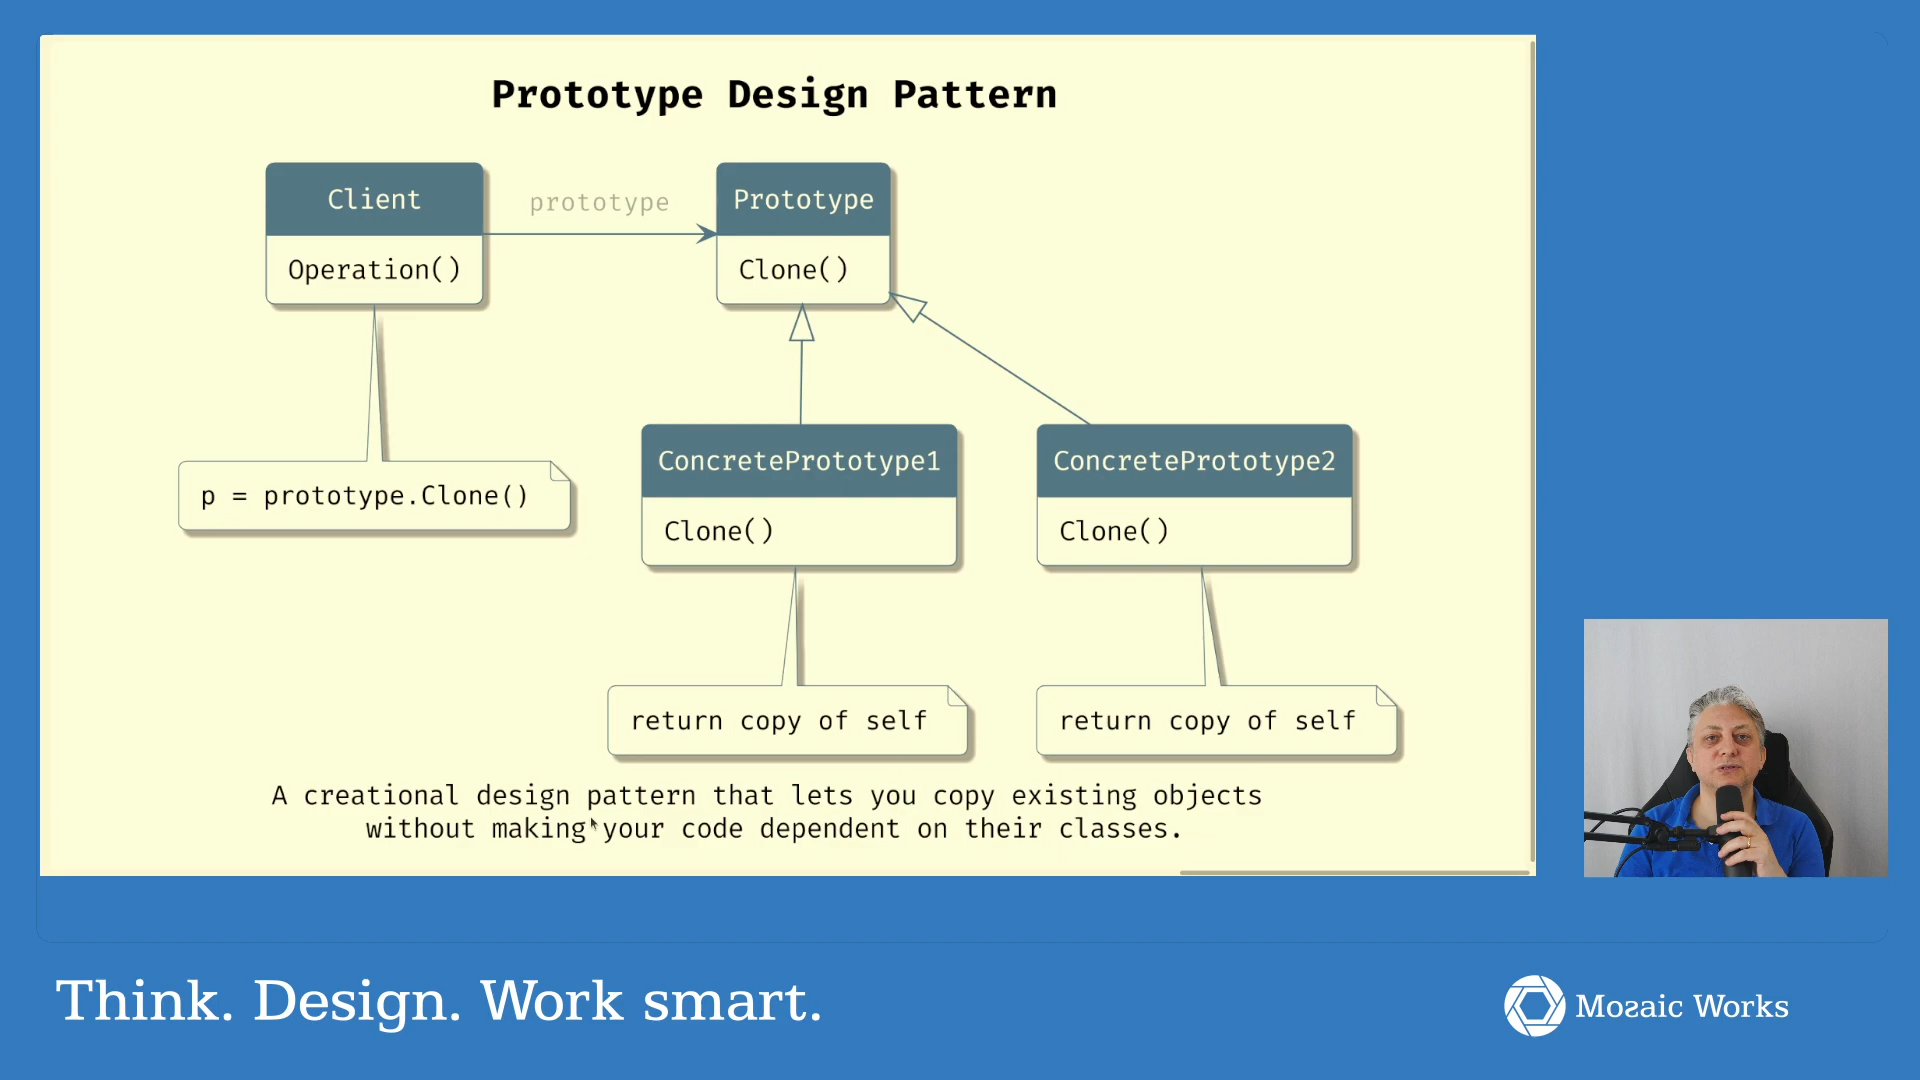 Prototype Design Pattern
Client
prototype
Prototype
Operation()
Clone()
ConcretePrototype1
ConcretePrototype2
p = prototype.Clone()
Clone()
Clone()
return copy of self
return copy of self
A creational design pattern that lets you copy existing objects
without making your code dependent on their classes.
Think. Design. Work smart.
Mozaic Works